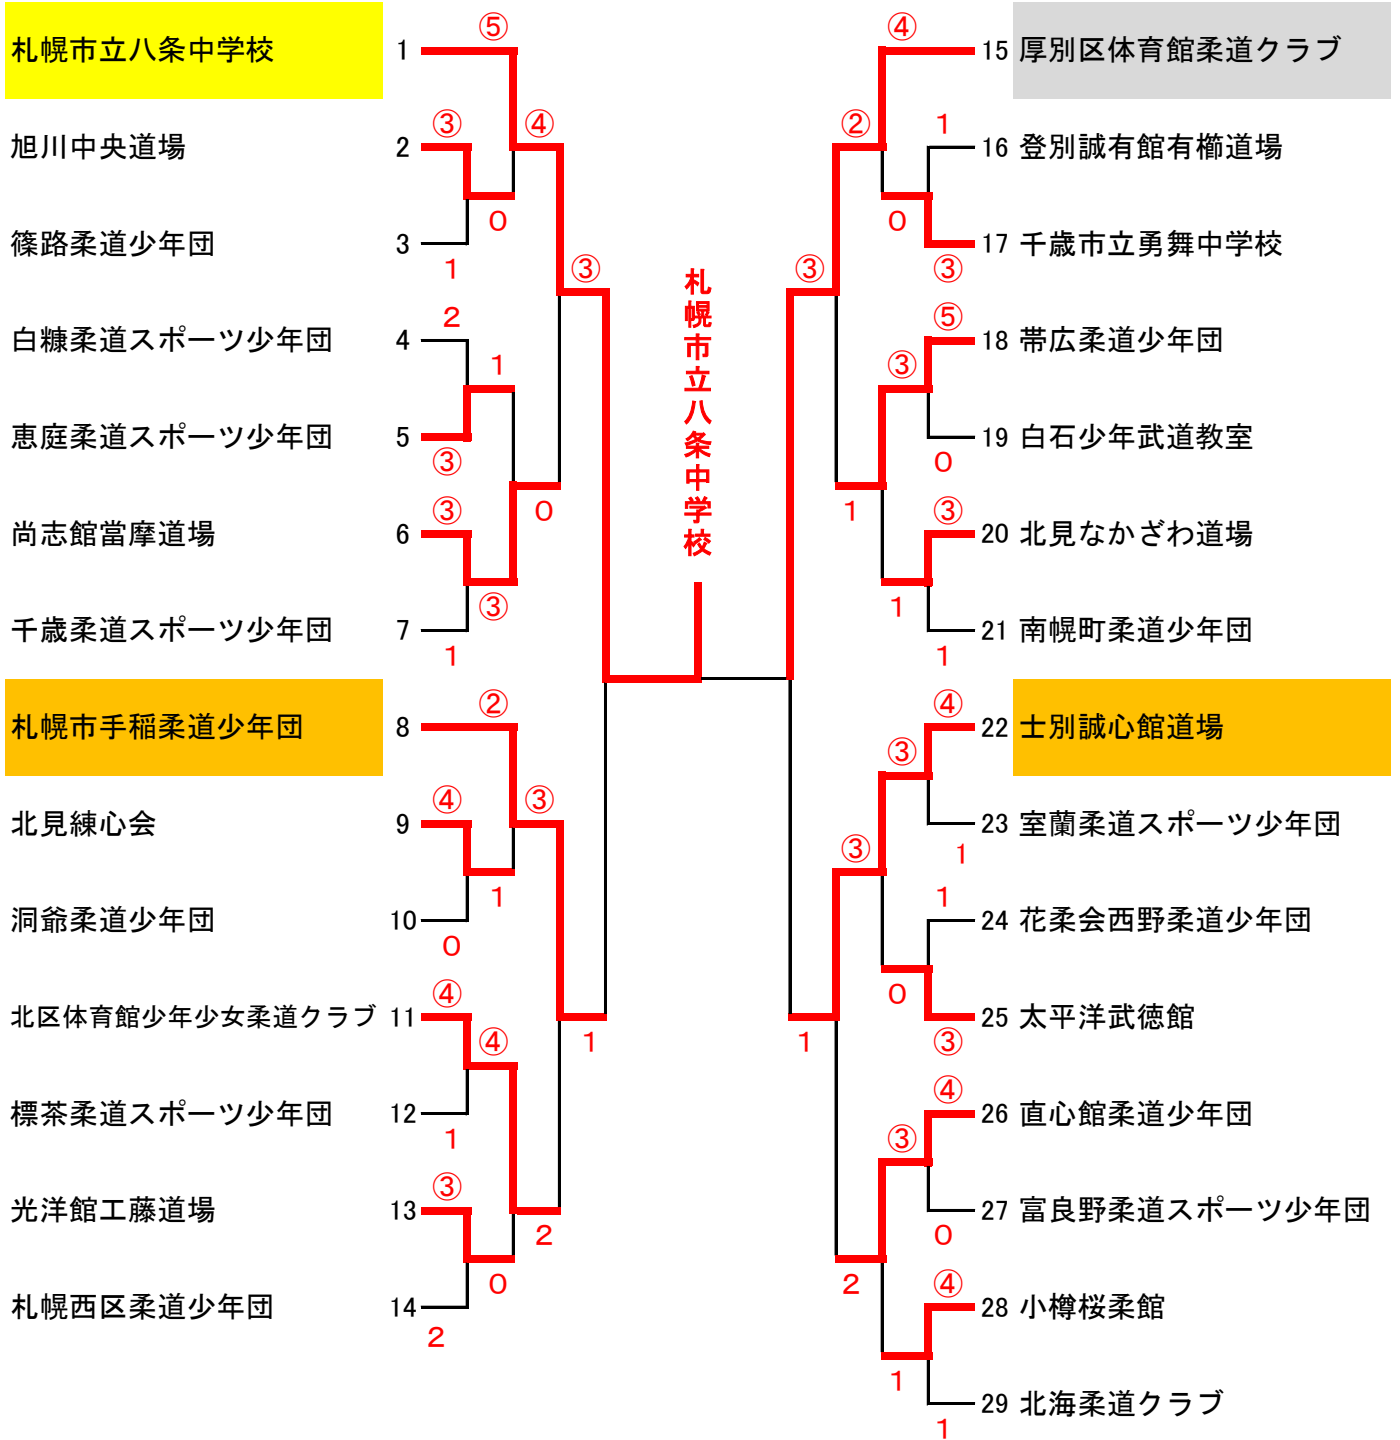 札幌市立八条中学校 1 ⑤
旭川中央道場 2 ③ ④
0
篠路柔道少年団 3 1
③
白糠柔道スポーツ少年団 4 2
1
恵庭柔道スポーツ少年団 5 ③
尚志館當摩道場 6 ③ 0
③
千歳柔道スポーツ少年団 7 1
札幌市手稲柔道少年団 8 ②
北見練心会 9 ④ ③
1
洞爺柔道少年団 10 0
北区体育館少年少女柔道クラブ 11 ④ 1
④
標茶柔道スポーツ少年団 12 1
光洋館工藤道場 13 ③ 2
0
札幌西区柔道少年団 14 2
札幌市立八条中学校
④ 15 厚別区体育館柔道クラブ
② 1 16 登別誠有館有櫛道場
0
③ 17 千歳市立勇舞中学校
③
⑤ 18 帯広柔道少年団
③
0 19 白石少年武道教室
1 ③ 20 北見なかざわ道場
1
1 21 南幌町柔道少年団
④ 22 士別誠心館道場
③
1 23 室蘭柔道スポーツ少年団
③
1 24 花柔会西野柔道少年団
0
1 ③ 25 太平洋武徳館
④ 26 直心館柔道少年団
③
0 27 富良野柔道スポーツ少年団
2 ④ 28 小樽桜柔館
1
1 29 北海柔道クラブ